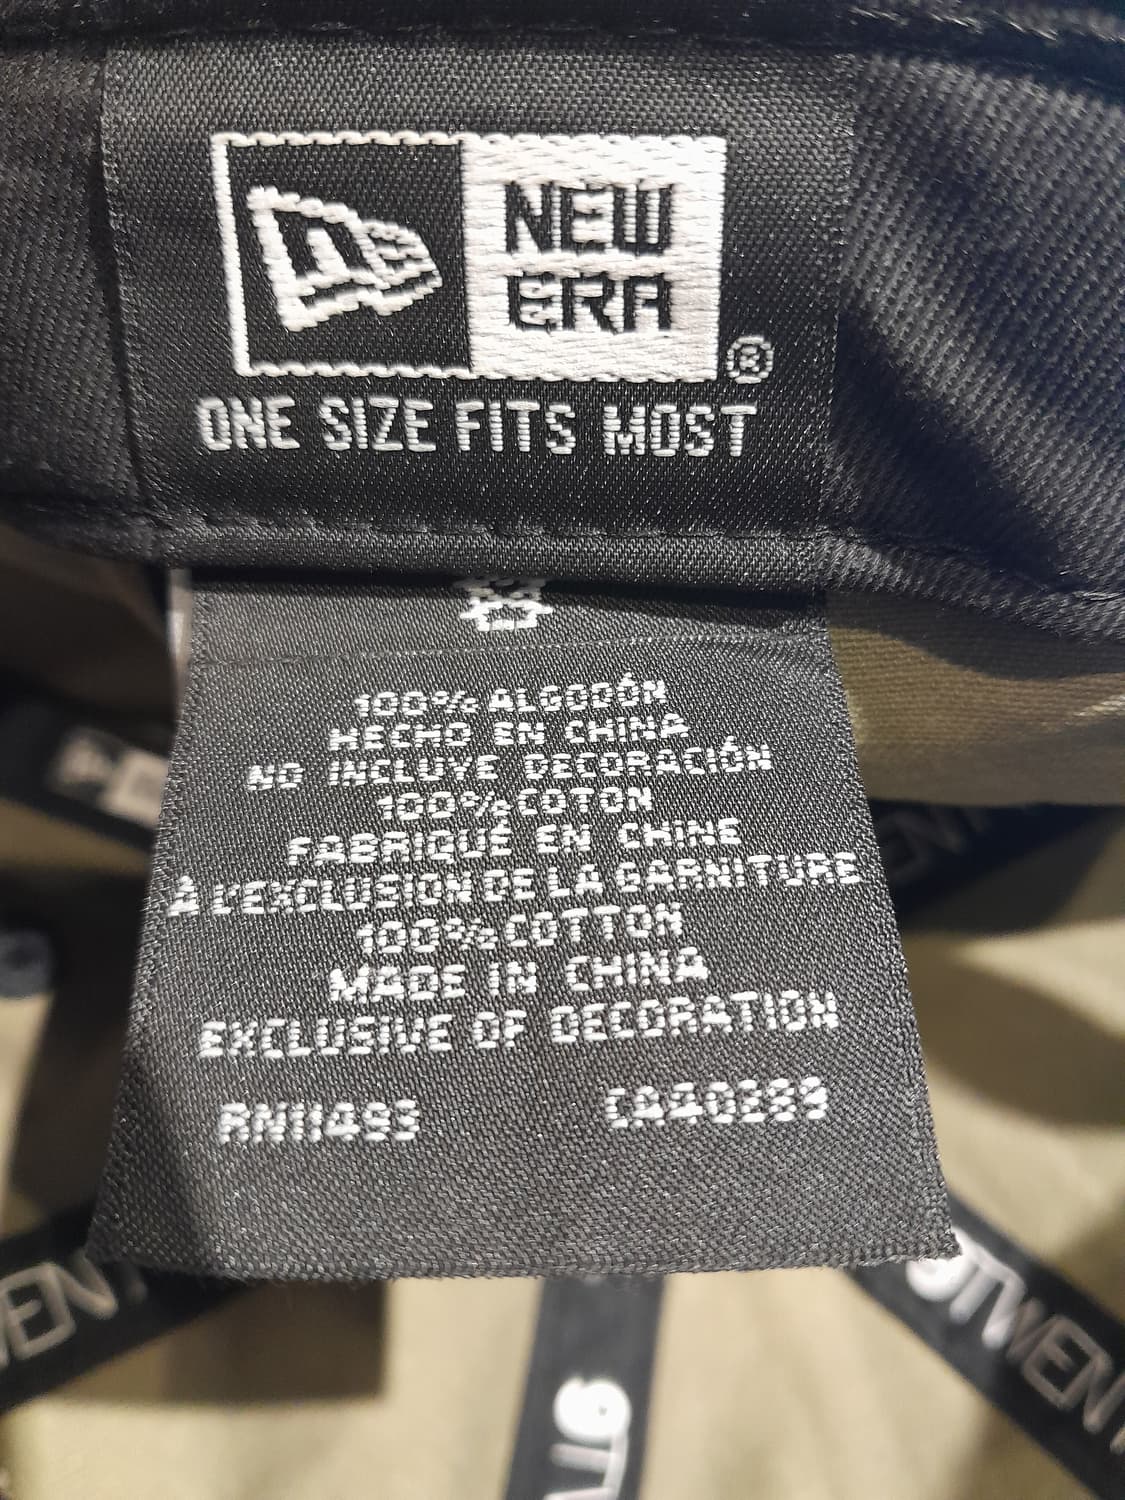 NEW
ERA
®
ONE SIZE FITS MOST
100% ALGODÓN
HECHO EN CHINA
NO INCLUYE DECORACIÓN
100% COTON
FABRIQUÉ EN CHINE
À L'EXCLUSION DE LA GARNITURE
100% COTTON
MADE IN CHINA
EXCLUSIVE OF DECORATION
RN11493 CA40289